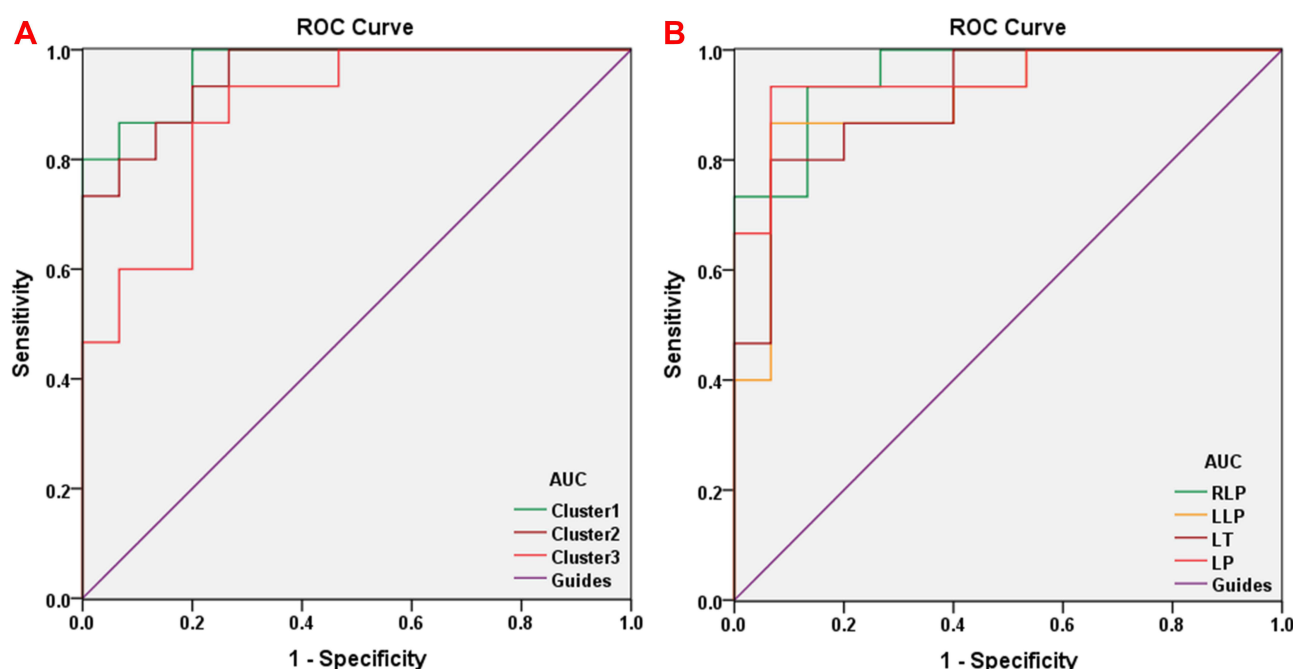 A
ROC Curve
1.0
0.8
0.6
0.4
0.2
0.0
Sensitivity
0.0 0.2 0.4 0.6 0.8 1.0
1 - Specificity
AUC
Cluster1
Cluster2
Cluster3
Guides
B
ROC Curve
1.0
0.8
0.6
0.4
0.2
0.0
Sensitivity
0.0 0.2 0.4 0.6 0.8 1.0
1 - Specificity
AUC
RLP
LLP
LT
LP
Guides